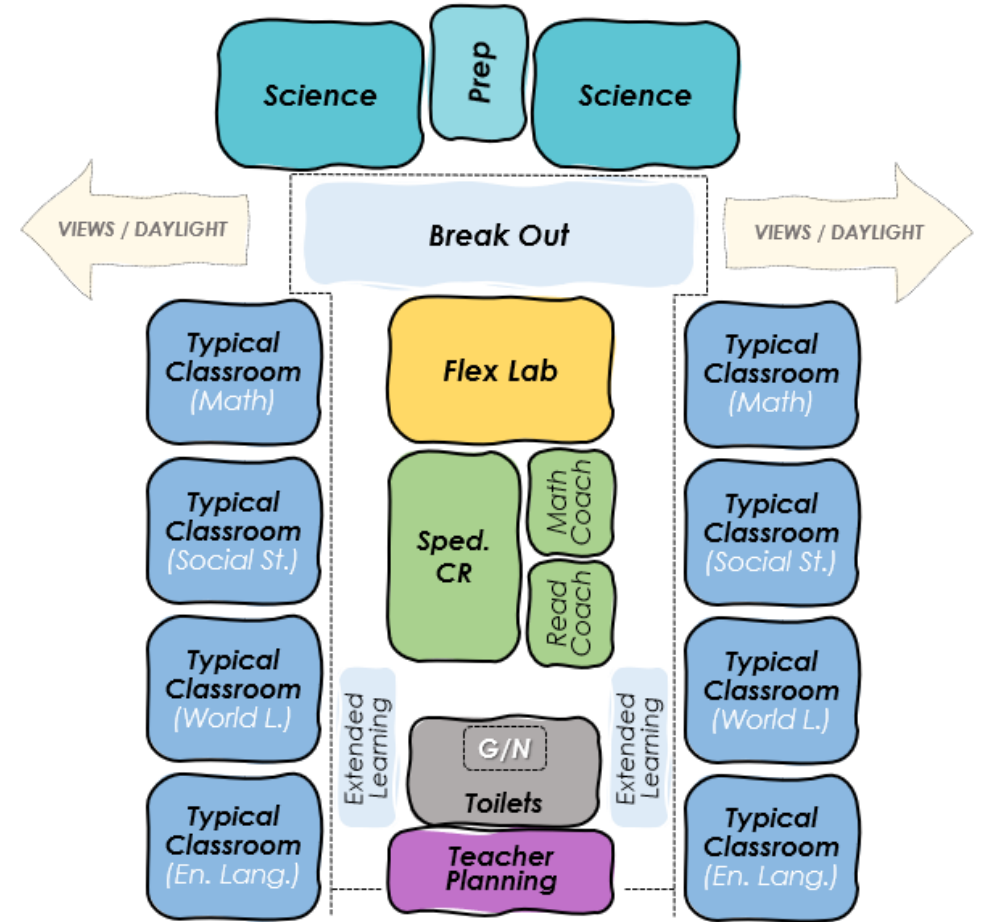 Science
Prep
Science
VIEWS / DAYLIGHT
Break Out
VIEWS / DAYLIGHT
Typical
Classroom
(Math)
Flex Lab
Typical
Classroom
(Math)
Typical
Classroom
(Social St.)
Sped.
CR
Math
Coach
Read
Coach
Typical
Classroom
(Social St.)
Typical
Classroom
(World L.)
Typical
Classroom
(World L.)
Extended
Learning
G/N
Toilets
Extended
Learning
Typical
Classroom
(En. Lang.)
Teacher
Planning
Typical
Classroom
(En. Lang.)